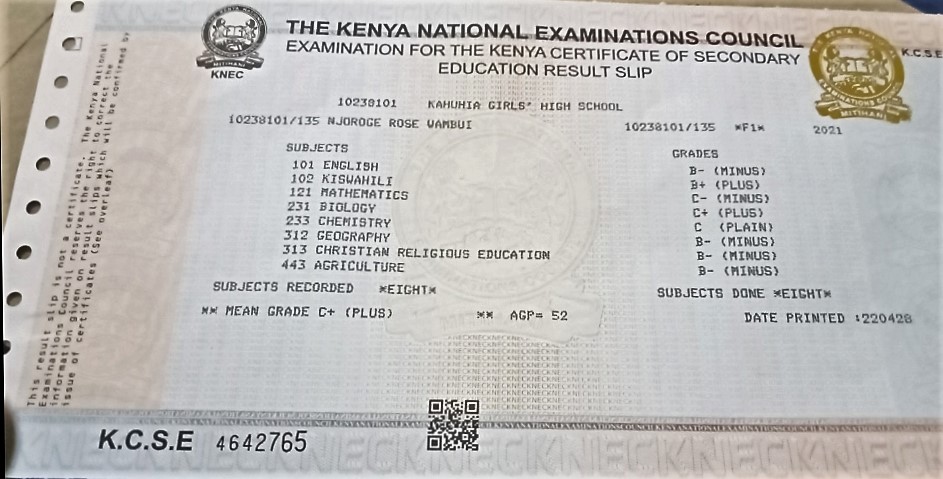 THE KENYA NATIONAL EXAMINATIONS COUNCIL
EXAMINATION FOR THE KENYA CERTIFICATE OF SECONDARY
EDUCATION RESULT SLIP
KNEC
MITIHANI
K.C.S.E
10238101 KAHUHIA GIRLS' HIGH SCHOOL
10238101/135 NJOROGE ROSE WAMBUI 10238101/135 *F1* 2021
SUBJECTS GRADES
101 ENGLISH B- (MINUS)
102 KISWAHILI B+ (PLUS)
121 MATHEMATICS C- (MINUS)
231 BIOLOGY C+ (PLUS)
233 CHEMISTRY C (PLAIN)
312 GEOGRAPHY B- (MINUS)
313 CHRISTIAN RELIGIOUS EDUCATION B- (MINUS)
443 AGRICULTURE B- (MINUS)
SUBJECTS RECORDED *EIGHT* SUBJECTS DONE *EIGHT*
** MEAN GRADE C+ (PLUS) ** AGP= 52 DATE PRINTED :220428
This result slip is not a certificate. The Kenya National
Examinations Council reserves the right to correct the
information given on result slips which will be confirmed by
issue of certificates (See overleaf)
K.C.S.E 4642765